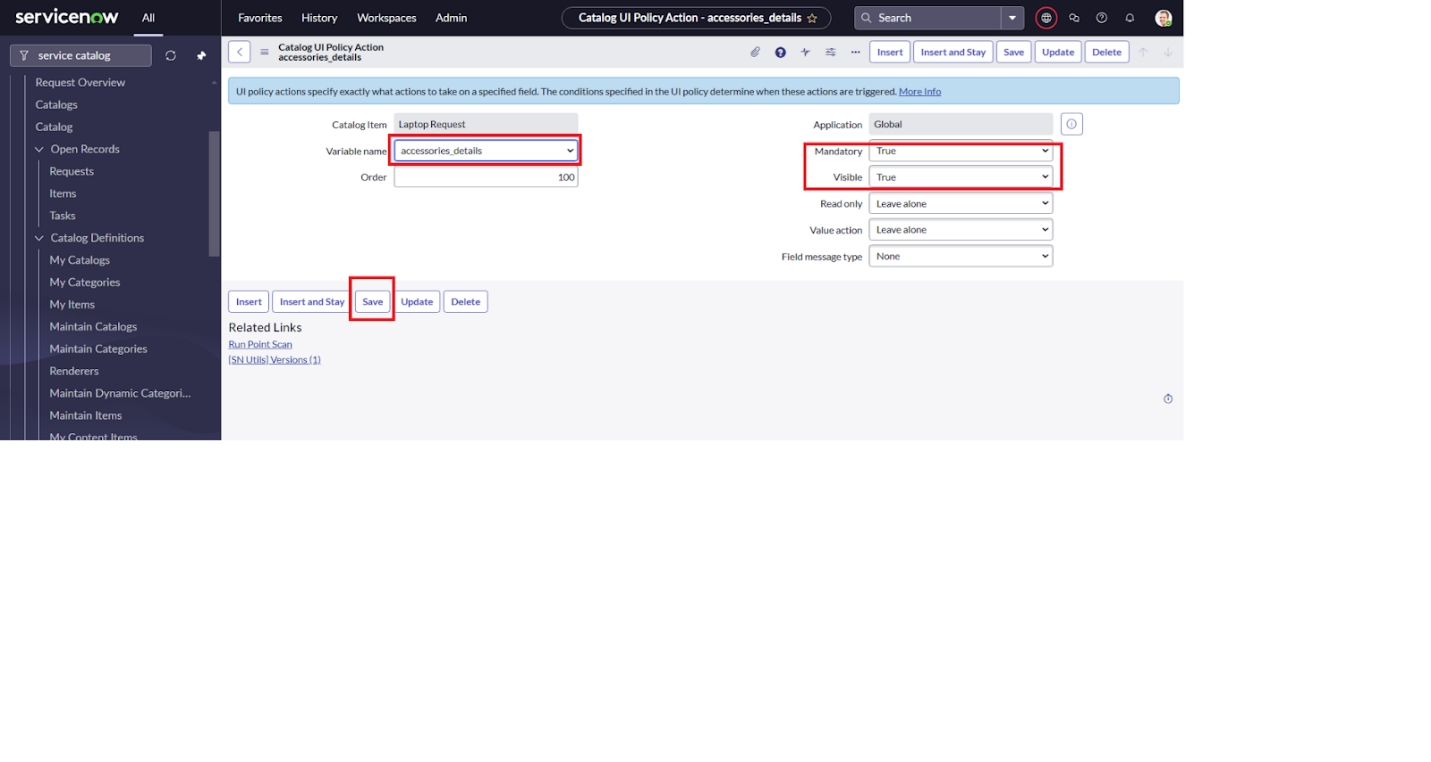 servicenow All Favorites History Workspaces Admin Catalog UI Policy Action - accessories_details Search
service catalog
Request Overview
Catalogs
Catalog
Open Records
Requests
Items
Tasks
Catalog Definitions
My Catalogs
My Categories
My Items
Maintain Catalogs
Maintain Categories
Renderers
Maintain Dynamic Categori...
Maintain Items
My Content Items
Catalog UI Policy Action
accessories_details
Insert Insert and Stay Save Update Delete
UI policy actions specify exactly what actions to take on a specified field. The conditions specified in the UI policy determine when these actions are triggered. More Info
Catalog Item Laptop Request
Variable name accessories_details
Order 100
Application Global
Mandatory True
Visible True
Read only Leave alone
Value action Leave alone
Field message type None
Insert Insert and Stay Save Update Delete
Related Links
Run Point Scan
[SN Utils] Versions (1)